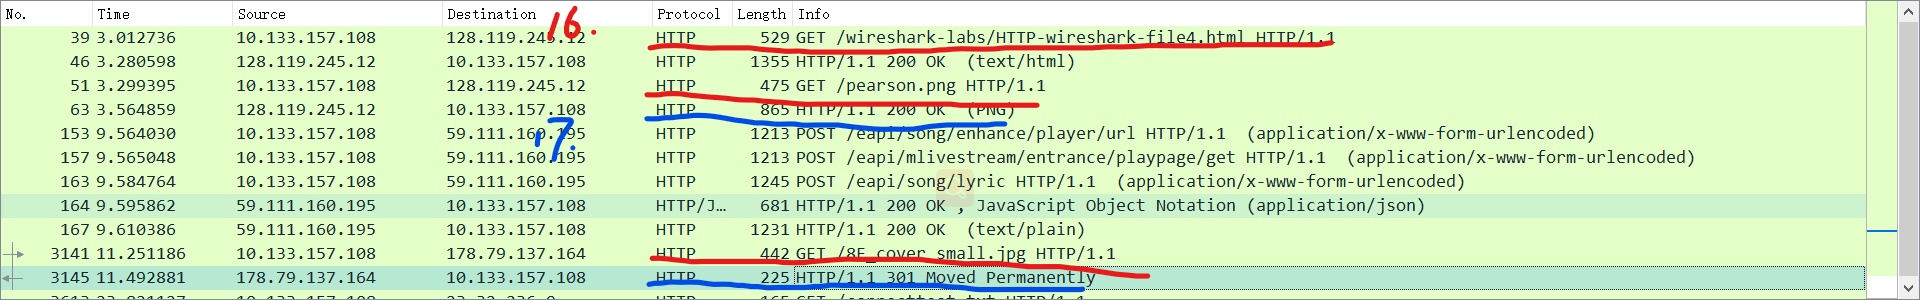 No. Time Source Destination Protocol Length Info
16.
39 3.012736 10.133.157.108 128.119.245.12 HTTP 529 GET /wireshark-labs/HTTP-wireshark-file4.html HTTP/1.1
46 3.280598 128.119.245.12 10.133.157.108 HTTP 1355 HTTP/1.1 200 OK (text/html)
51 3.299395 10.133.157.108 128.119.245.12 HTTP 475 GET /pearson.png HTTP/1.1
63 3.564859 128.119.245.12 10.133.157.108 HTTP 865 HTTP/1.1 200 OK (PNG)
17.
153 9.564030 10.133.157.108 59.111.160.195 HTTP 1213 POST /eapi/song/enhance/player/url HTTP/1.1 (application/x-www-form-urlencoded)
157 9.565048 10.133.157.108 59.111.160.195 HTTP 1213 POST /eapi/mlivestream/entrance/playpage/get HTTP/1.1 (application/x-www-form-urlencoded)
163 9.584764 10.133.157.108 59.111.160.195 HTTP 1245 POST /eapi/song/lyric HTTP/1.1 (application/x-www-form-urlencoded)
164 9.595862 59.111.160.195 10.133.157.108 HTTP/J… 681 HTTP/1.1 200 OK , JavaScript Object Notation (application/json)
167 9.610386 59.111.160.195 10.133.157.108 HTTP 1231 HTTP/1.1 200 OK (text/plain)
3141 11.251186 10.133.157.108 178.79.137.164 HTTP 442 GET /8E_cover_small.jpg HTTP/1.1
3145 11.492881 178.79.137.164 10.133.157.108 HTTP 225 HTTP/1.1 301 Moved Permanently